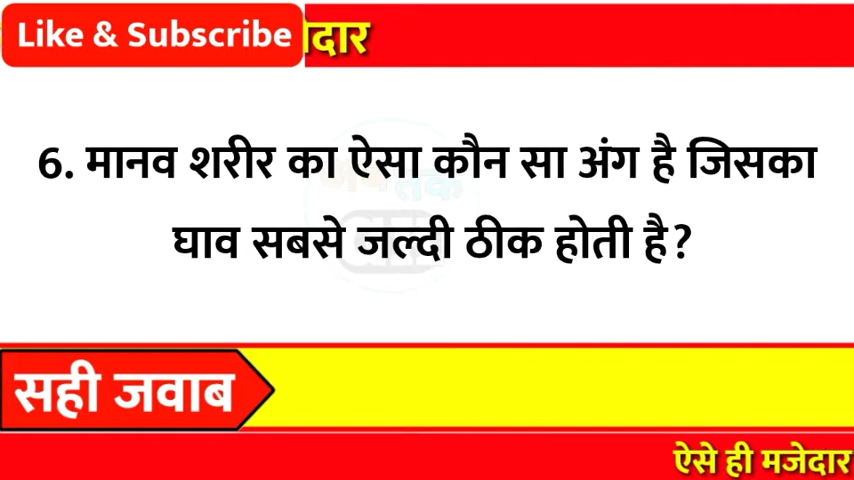 Like & Subscribe
6. मानव शरीर का ऐसा कौन सा अंग है जिसका
घाव सबसे जल्दी ठीक होती है?
सही जवाब
ऐसे ही मजेदार